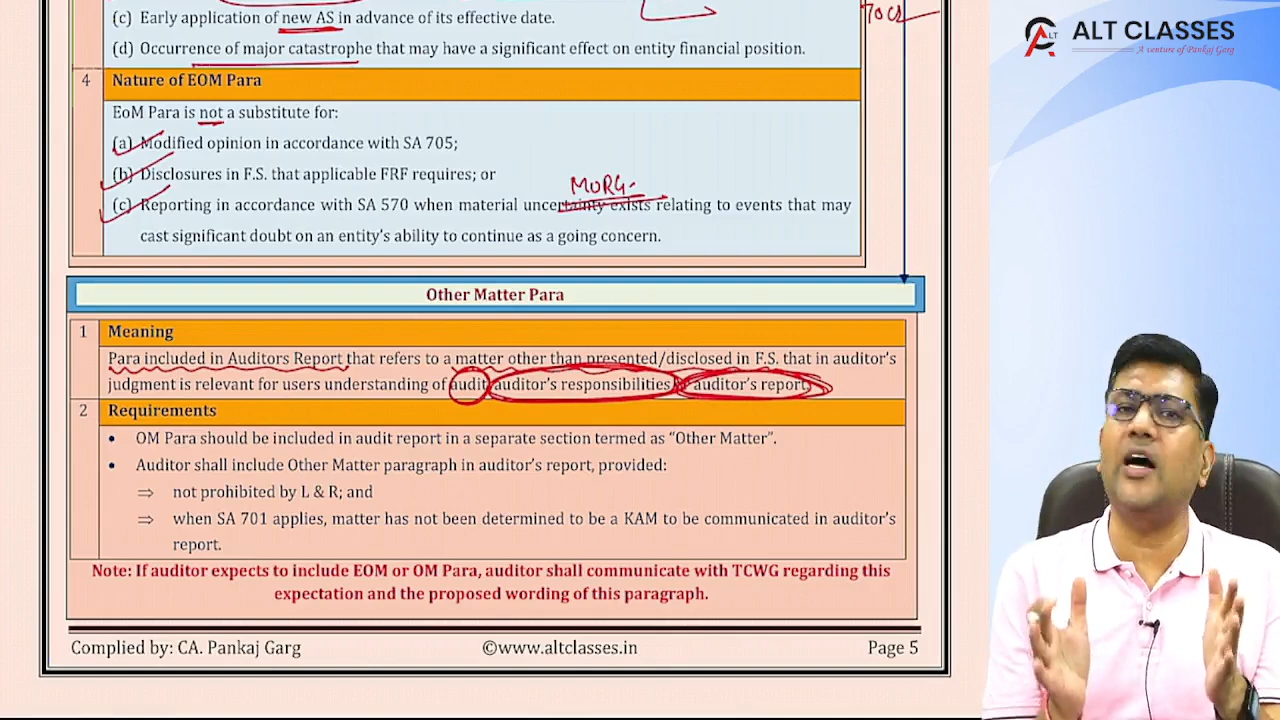 (c) Early application of new AS in advance of its effective date.
(d) Occurrence of major catastrophe that may have a significant effect on entity financial position.
4 Nature of EOM Para
EoM Para is not a substitute for:
(a) Modified opinion in accordance with SA 705;
(b) Disclosures in F.S. that applicable FRF requires; or
MURG
(c) Reporting in accordance with SA 570 when material uncertainty exists relating to events that may
cast significant doubt on an entity's ability to continue as a going concern.
Other Matter Para
1 Meaning
Para included in Auditors Report that refers to a matter other than presented/disclosed in F.S. that in auditor's
judgment is relevant for users understanding of audit, auditor's responsibilities or auditor's report.
2 Requirements
• OM Para should be included in audit report in a separate section termed as "Other Matter".
• Auditor shall include Other Matter paragraph in auditor's report, provided:
⇒ not prohibited by L & R; and
⇒ when SA 701 applies, matter has not been determined to be a KAM to be communicated in auditor's
report.
Note: If auditor expects to include EOM or OM Para, auditor shall communicate with TCWG regarding this
expectation and the proposed wording of this paragraph.
Complied by: CA. Pankaj Garg ©www.altclasses.in Page 5
ALT
ALT CLASSES
A venture of Pankaj Garg